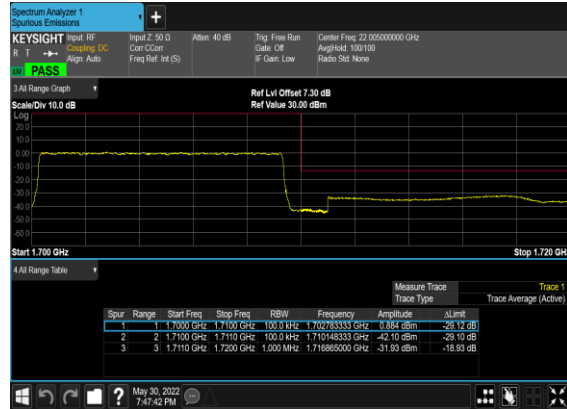 Spectrum Analyzer 1
Spurious Emissions
+
KEYSIGHT Input: RF Input Z: 50 Ω Atten: 40 dB Trig: Free Run Center Freq: 22.005000000 GHz
R T Coupling: DC Corr CCorr Gate: Off Avg|Hold: 100/100
Align: Auto Freq Ref: Int (S) IF Gain: Low Radio Std: None
PASS
3 All Range Graph Ref Lvl Offset 7.30 dB
Scale/Div 10.0 dB Ref Value 30.00 dBm
Log
20.0
10.0
0.00
-10.0
-20.0
-30.0
-40.0
-50.0
-60.0
Start 1.700 GHz Stop 1.720 GH
4 All Range Table
Measure Trace Trace 1
Trace Type Trace Average (Active)
Spur Range Start Freq Stop Freq RBW Frequency Amplitude ΔLimit
1 1 1.7000 GHz 1.7100 GHz 100.0 kHz 1.702783333 GHz 0.884 dBm -29.12 dB
2 2 1.7100 GHz 1.7110 GHz 100.0 kHz 1.710148333 GHz -42.10 dBm -29.10 dB
3 3 1.7110 GHz 1.7200 GHz 1.000 MHz 1.716865000 GHz -31.93 dBm -18.93 dB
? May 30, 2022
7:47:42 PM